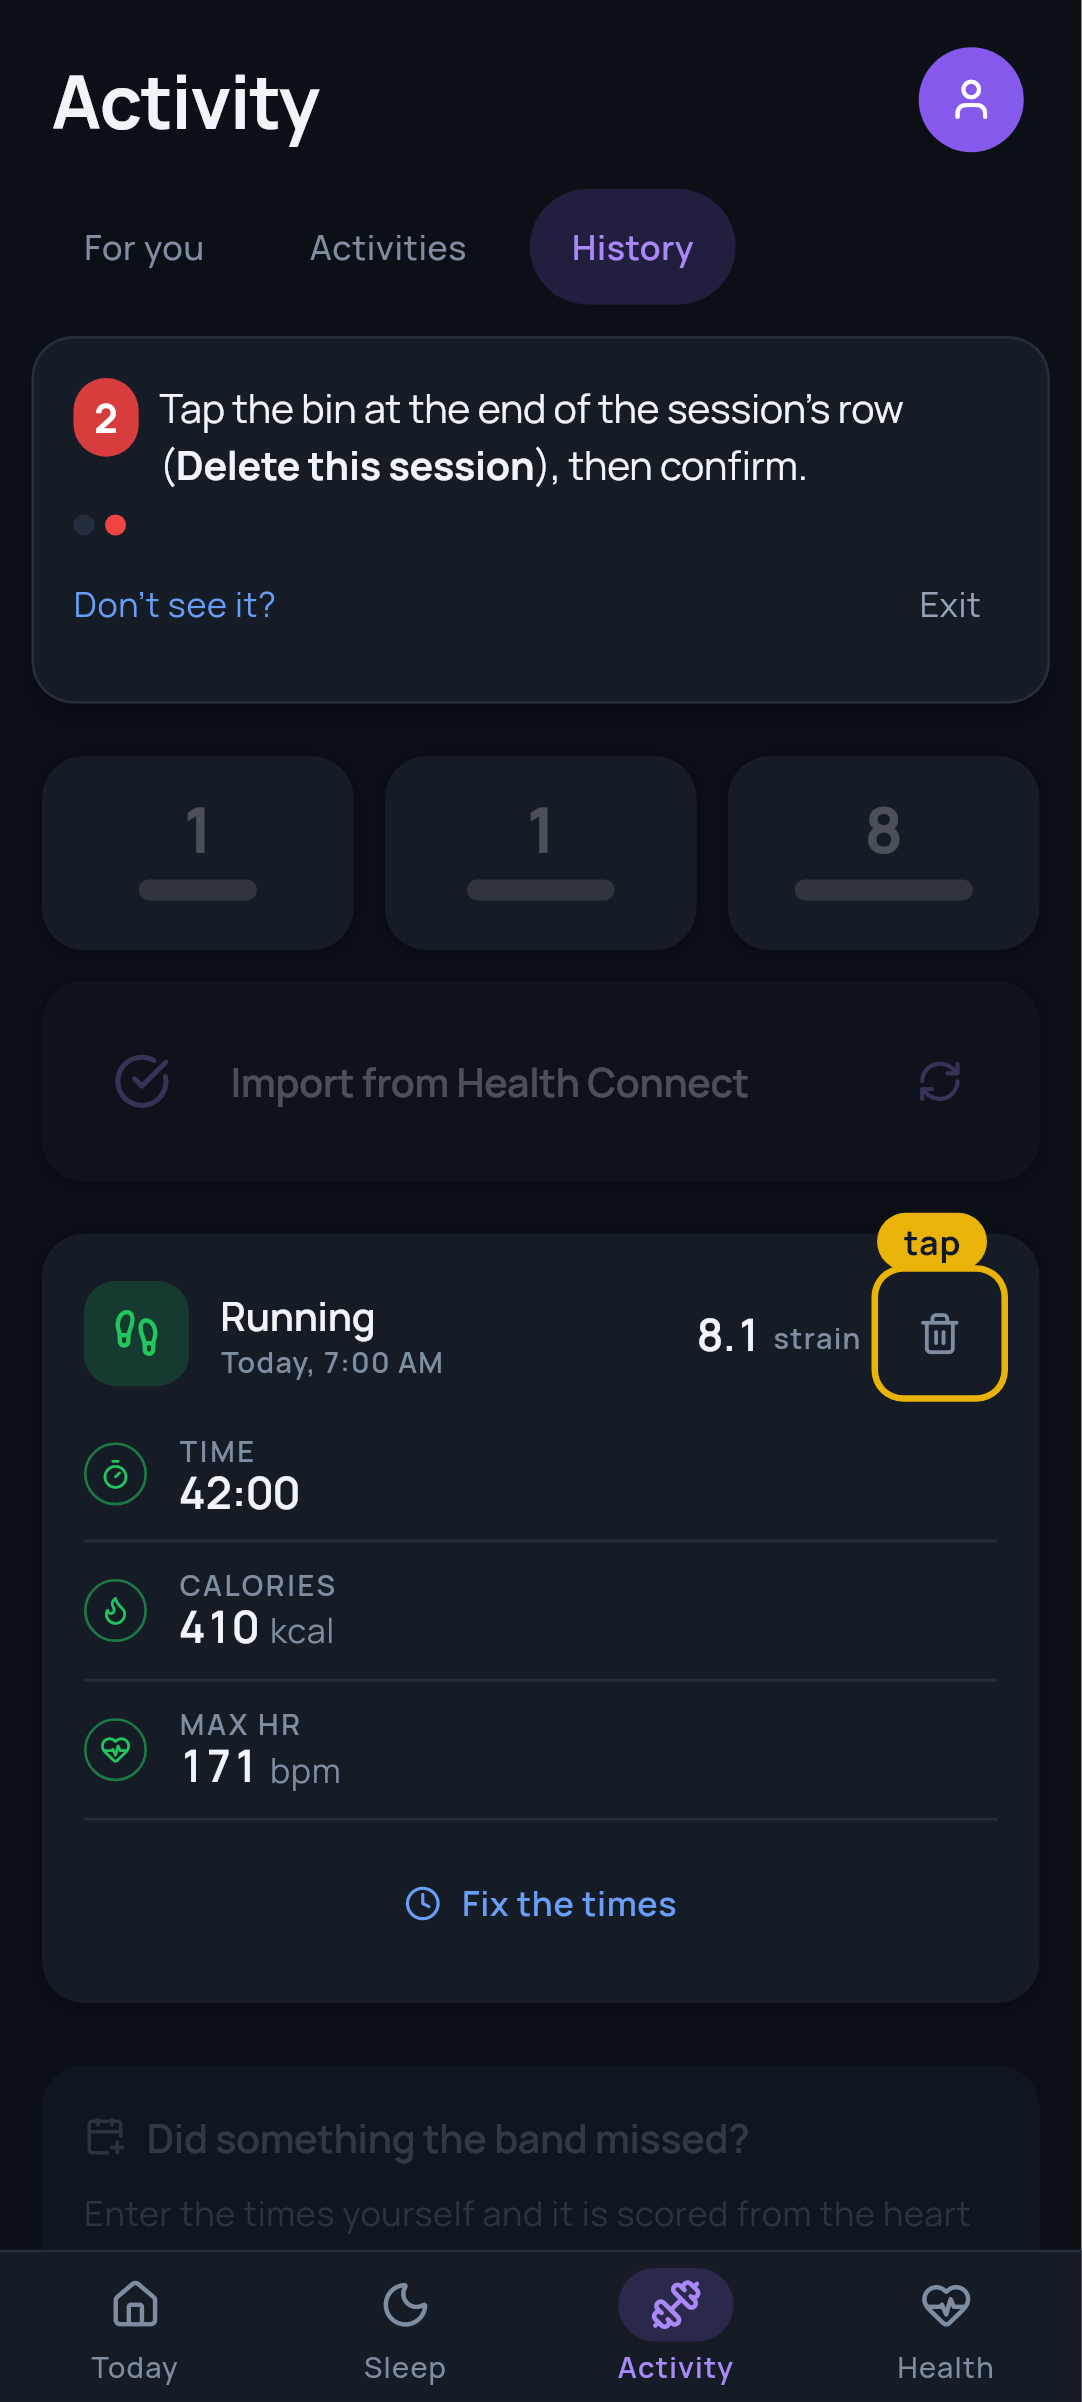 Activity
For you
Activities
History
2
Tap the bin at the end of the session’s row
(Delete this session), then confirm.
Don’t see it?
Exit
1
1
8
Import from Health Connect
tap
Running
Today, 7:00 AM
8.1 strain
TIME
42:00
CALORIES
410 kcal
MAX HR
171 bpm
Fix the times
Did something the band missed?
Enter the times yourself and it is scored from the heart
Today
Sleep
Activity
Health